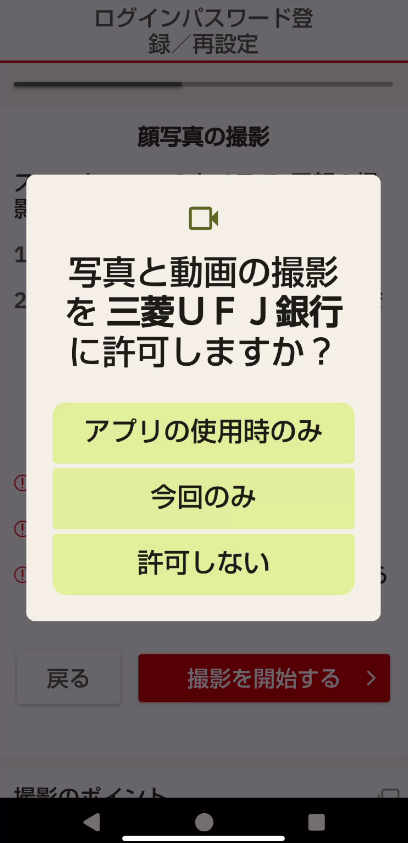 ログインパスワード登
録／再設定
顔写真の撮影
1
2
写真と動画の撮影
を 三菱ＵＦＪ銀行
に許可しますか？
アプリの使用時のみ
今回のみ
許可しない
戻る
撮影を開始する
撮影のポイント